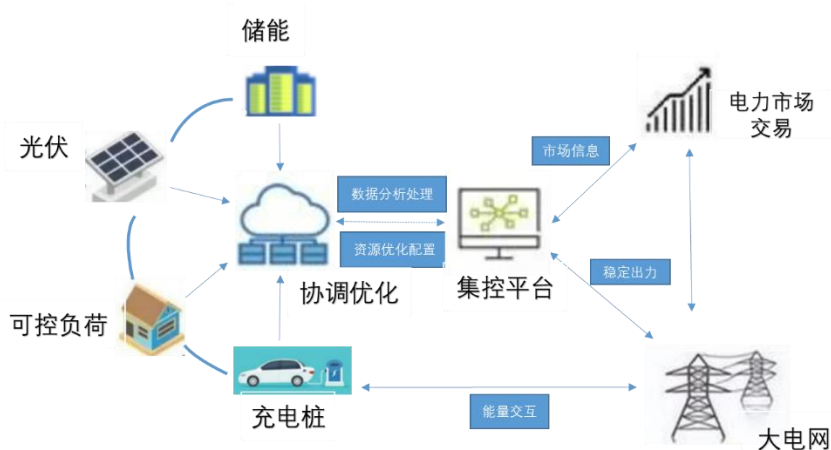 储能
光伏
电力市场
交易
市场信息
数据分析处理
资源优化配置
稳定出力
协调优化
集控平台
可控负荷
充电桩
能量交互
大电网